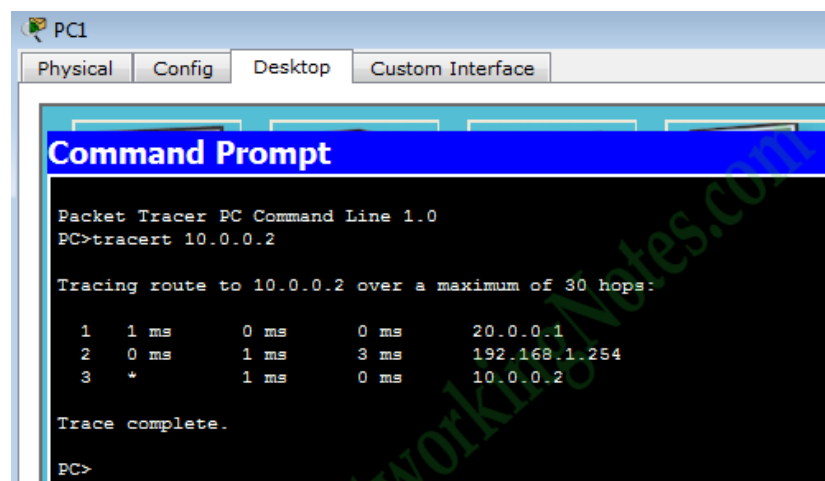 PC1
Physical Config Desktop Custom Interface
Command Prompt
Packet Tracer PC Command Line 1.0
PC>tracert 10.0.0.2
Tracing route to 10.0.0.2 over a maximum of 30 hops:
1 1 ms 0 ms 0 ms 20.0.0.1
2 0 ms 1 ms 3 ms 192.168.1.254
3 * 1 ms 0 ms 10.0.0.2
Trace complete.
PC>